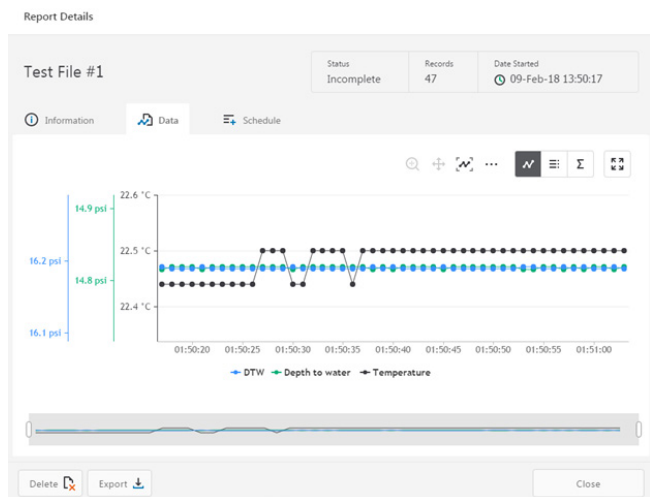 Report Details
Test File #1
Status
Incomplete
Records
47
Date Started
09-Feb-18 13:50:17
Information
Data
Schedule
22.6 °C
14.9 psi
22.5 °C
16.2 psi
14.8 psi
22.4 °C
16.1 psi
01:50:20 01:50:25 01:50:30 01:50:35 01:50:40 01:50:45 01:50:50 01:50:55 01:51:00
DTW Depth to water Temperature
Delete Export Close